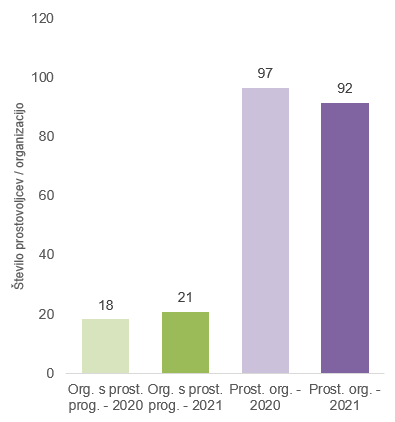 120
100
80
60
40
20
0
Število prostovoljcev / organizacijo
18
21
97
92
Org. s prost.
prog. - 2020
Org. s prost.
prog. - 2021
Prost. org. -
2020
Prost. org. -
2021